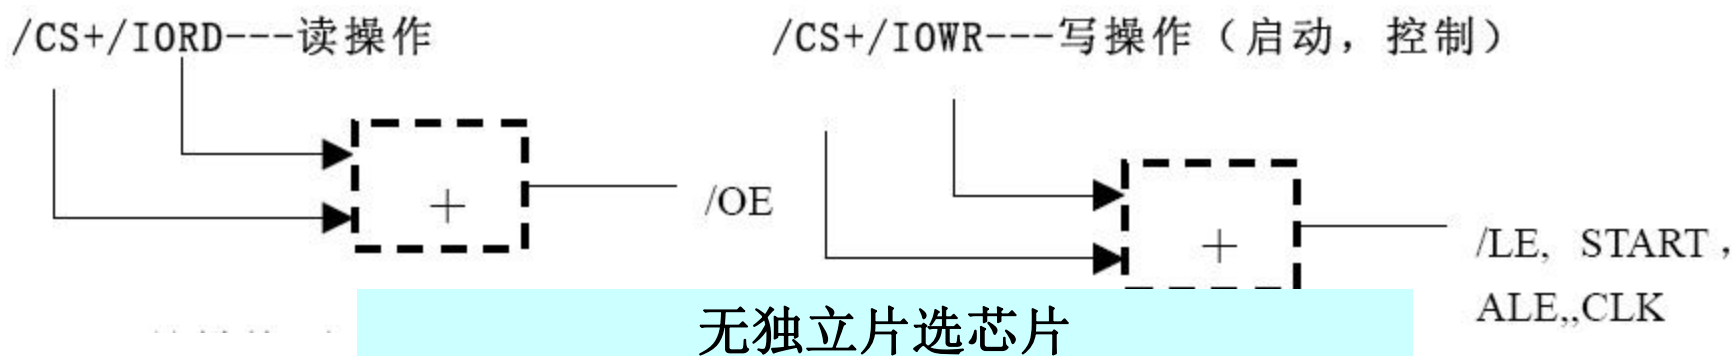 /CS+/IORD---读操作
/CS+/IOWR---写操作（启动，控制）
+
/OE
+
/LE, START，
ALE,,CLK
无独立片选芯片